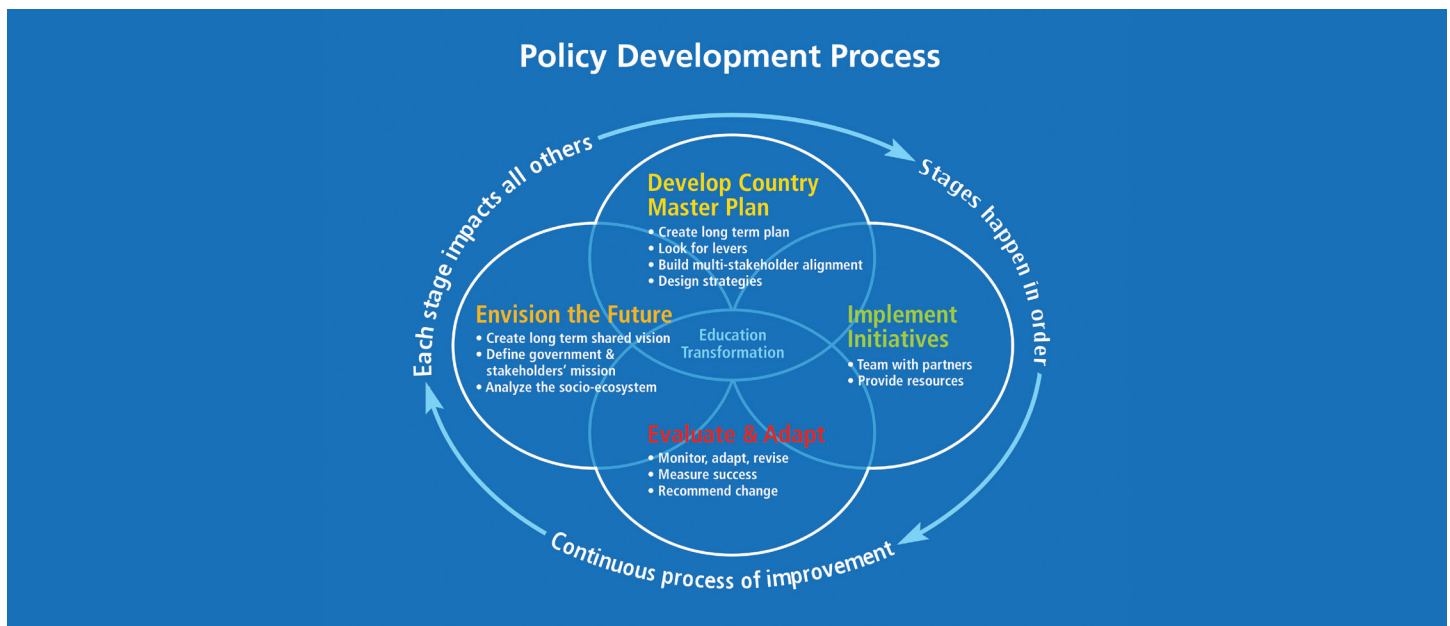 Policy Development Process
Each stage impacts all others
Stages happen in order
Develop Country
Master Plan
• Create long term plan
• Look for levers
• Build multi-stakeholder alignment
• Design strategies
Envision the Future
• Create long term shared vision
• Define government &
stakeholders’ mission
• Analyze the socio-ecosystem
Education
Transformation
Implement
Initiatives
• Team with partners
• Provide resources
Evaluate & Adapt
• Monitor, adapt, revise
• Measure success
• Recommend change
Continuous process of improvement